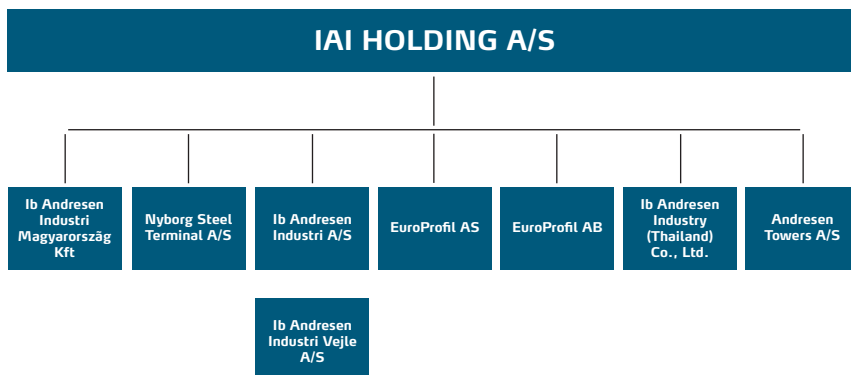 IAI HOLDING A/S
Ib Andresen
Industri
Magyarorszäg
Kft
Nyborg Steel
Terminal A/S
Ib Andresen
Industri A/S
EuroProfil AS
EuroProfil AB
Ib Andresen
Industry
(Thailand)
Co., Ltd.
Andresen
Towers A/S
Ib Andresen
Industri Vejle
A/S